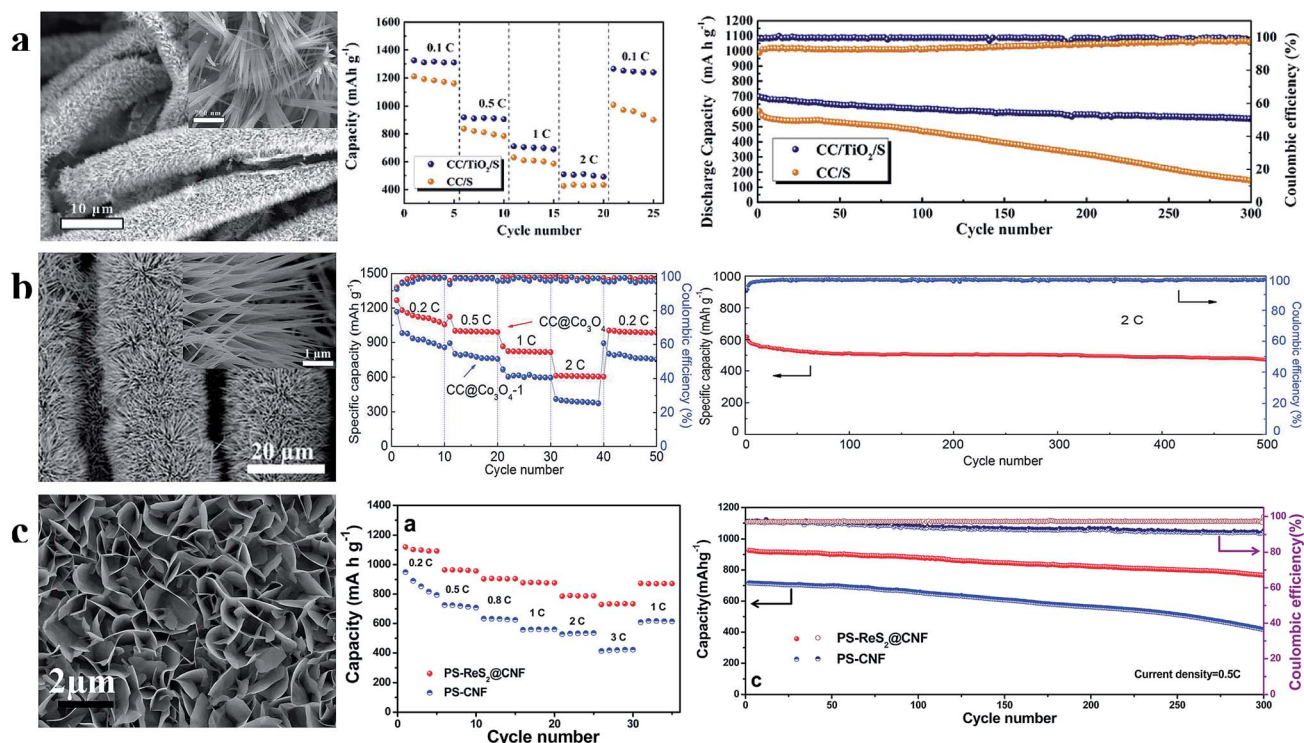 a
10 μm
1600
1400
1200
1000
800
600
400
0.1 C
0.5 C
1 C
2 C
0.1 C
CC/TiO2/S
CC/S
0 5 10 15 20 25
Capacity (mAh g-1)
Cycle number
1200
1100
1000
900
800
700
600
500
400
300
200
100
0
CC/TiO2/S
CC/S
0 50 100 150 200 250 300
100
80
60
40
20
0
Discharge Capacity (mA h g-1)
Coulombic efficiency (%)
Cycle number
b
1 μm
20 μm
1500
1200
900
600
300
0
0.2 C
0.5 C
CC@Co3O4
0.2 C
1 C
2 C
CC@Co3O4-1
0 10 20 30 40 50
100
80
60
40
20
0
Specific capacity (mAh g-1)
Coulombic efficiency (%)
Cycle number
1000
900
800
700
600
500
400
300
200
100
0
2 C
0 100 200 300 400 500
100
80
60
40
20
0
Specific capacity (mAh g-1)
Coulombic efficiency (%)
Cycle number
c
2μm
a
1400
1200
1000
800
600
400
200
0
0.2 C
0.5 C
0.8 C
1 C
2 C
3 C
1 C
PS-ReS2@CNF
PS-CNF
0 10 20 30
Capacity (mA h g-1)
Cycle number
1200
1000
800
600
400
200
0
PS-ReS2@CNF
PS-CNF
c
Current density=0.5C
0 50 100 150 200 250 300
100
80
60
40
20
0
Capacity(mAhg-1)
Coulombic efficiency(%)
Cycle number